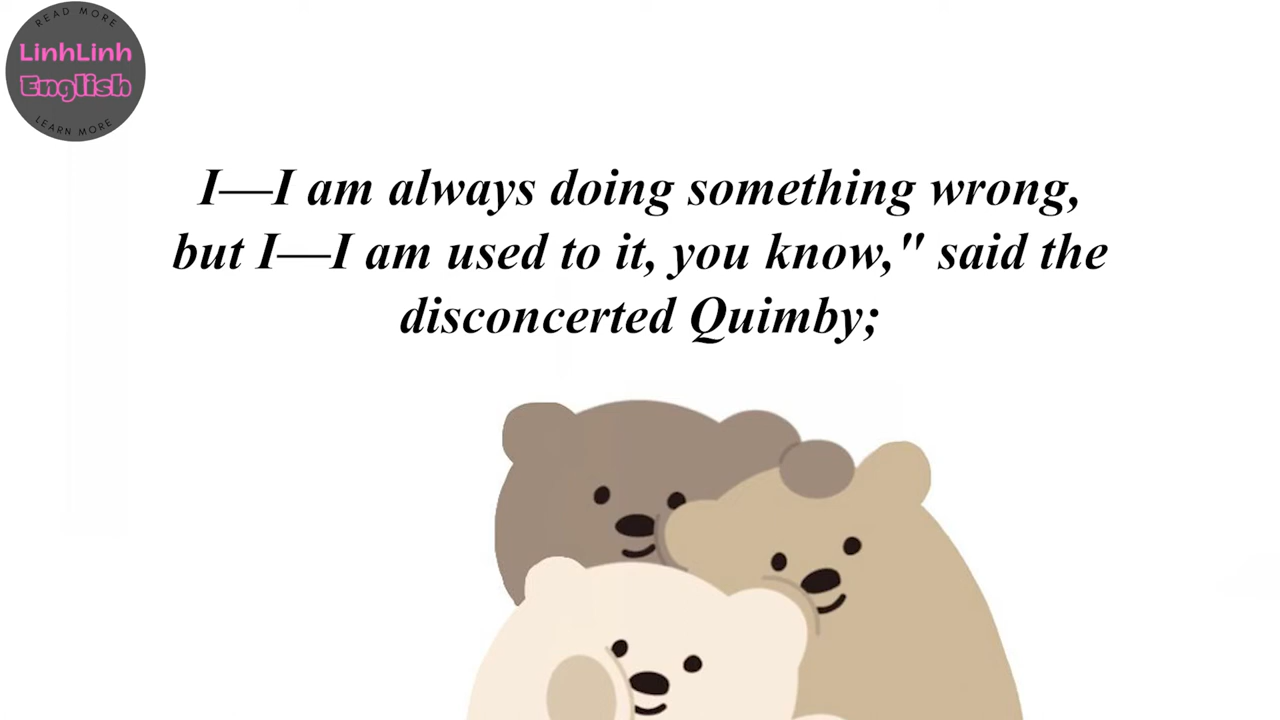 READ MORE
LinhLinh
English
LEARN MORE
I—I am always doing something wrong,
but I—I am used to it, you know," said the
disconcerted Quimby;